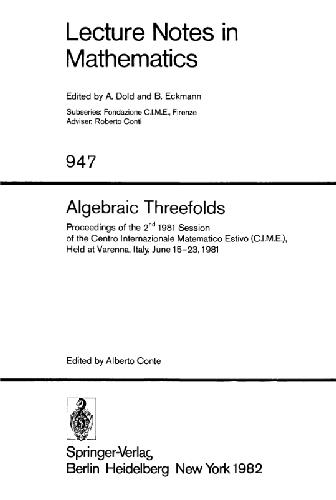 Lecture Notes in
Mathematics
Edited by A. Dold and B. Eckmann
Subseries: Fondazione C.I.M.E., Firenze
Adviser: Roberto Conti
947
Algebraic Threefolds
Proceedings of the 2nd 1981 Session
of the Centro Internazionale Matematico Estivo (C.I.M.E.),
Held at Varenna, Italy, June 15-23, 1981
Edited by Alberto Conte
Springer-Verlag
Berlin Heidelberg New York 1982